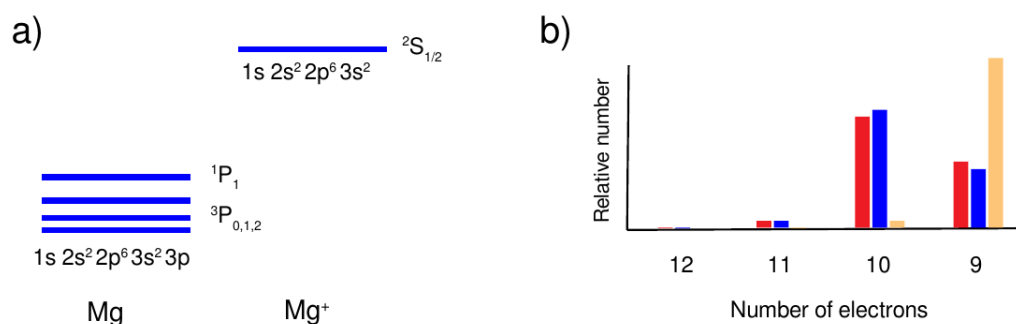 a)
²S₁/₂
1s 2s² 2p⁶ 3s²
¹P₁
³P₀,₁,₂
1s 2s² 2p⁶ 3s² 3p
Mg
Mg⁺
b)
Relative number
12
11
10
9
Number of electrons